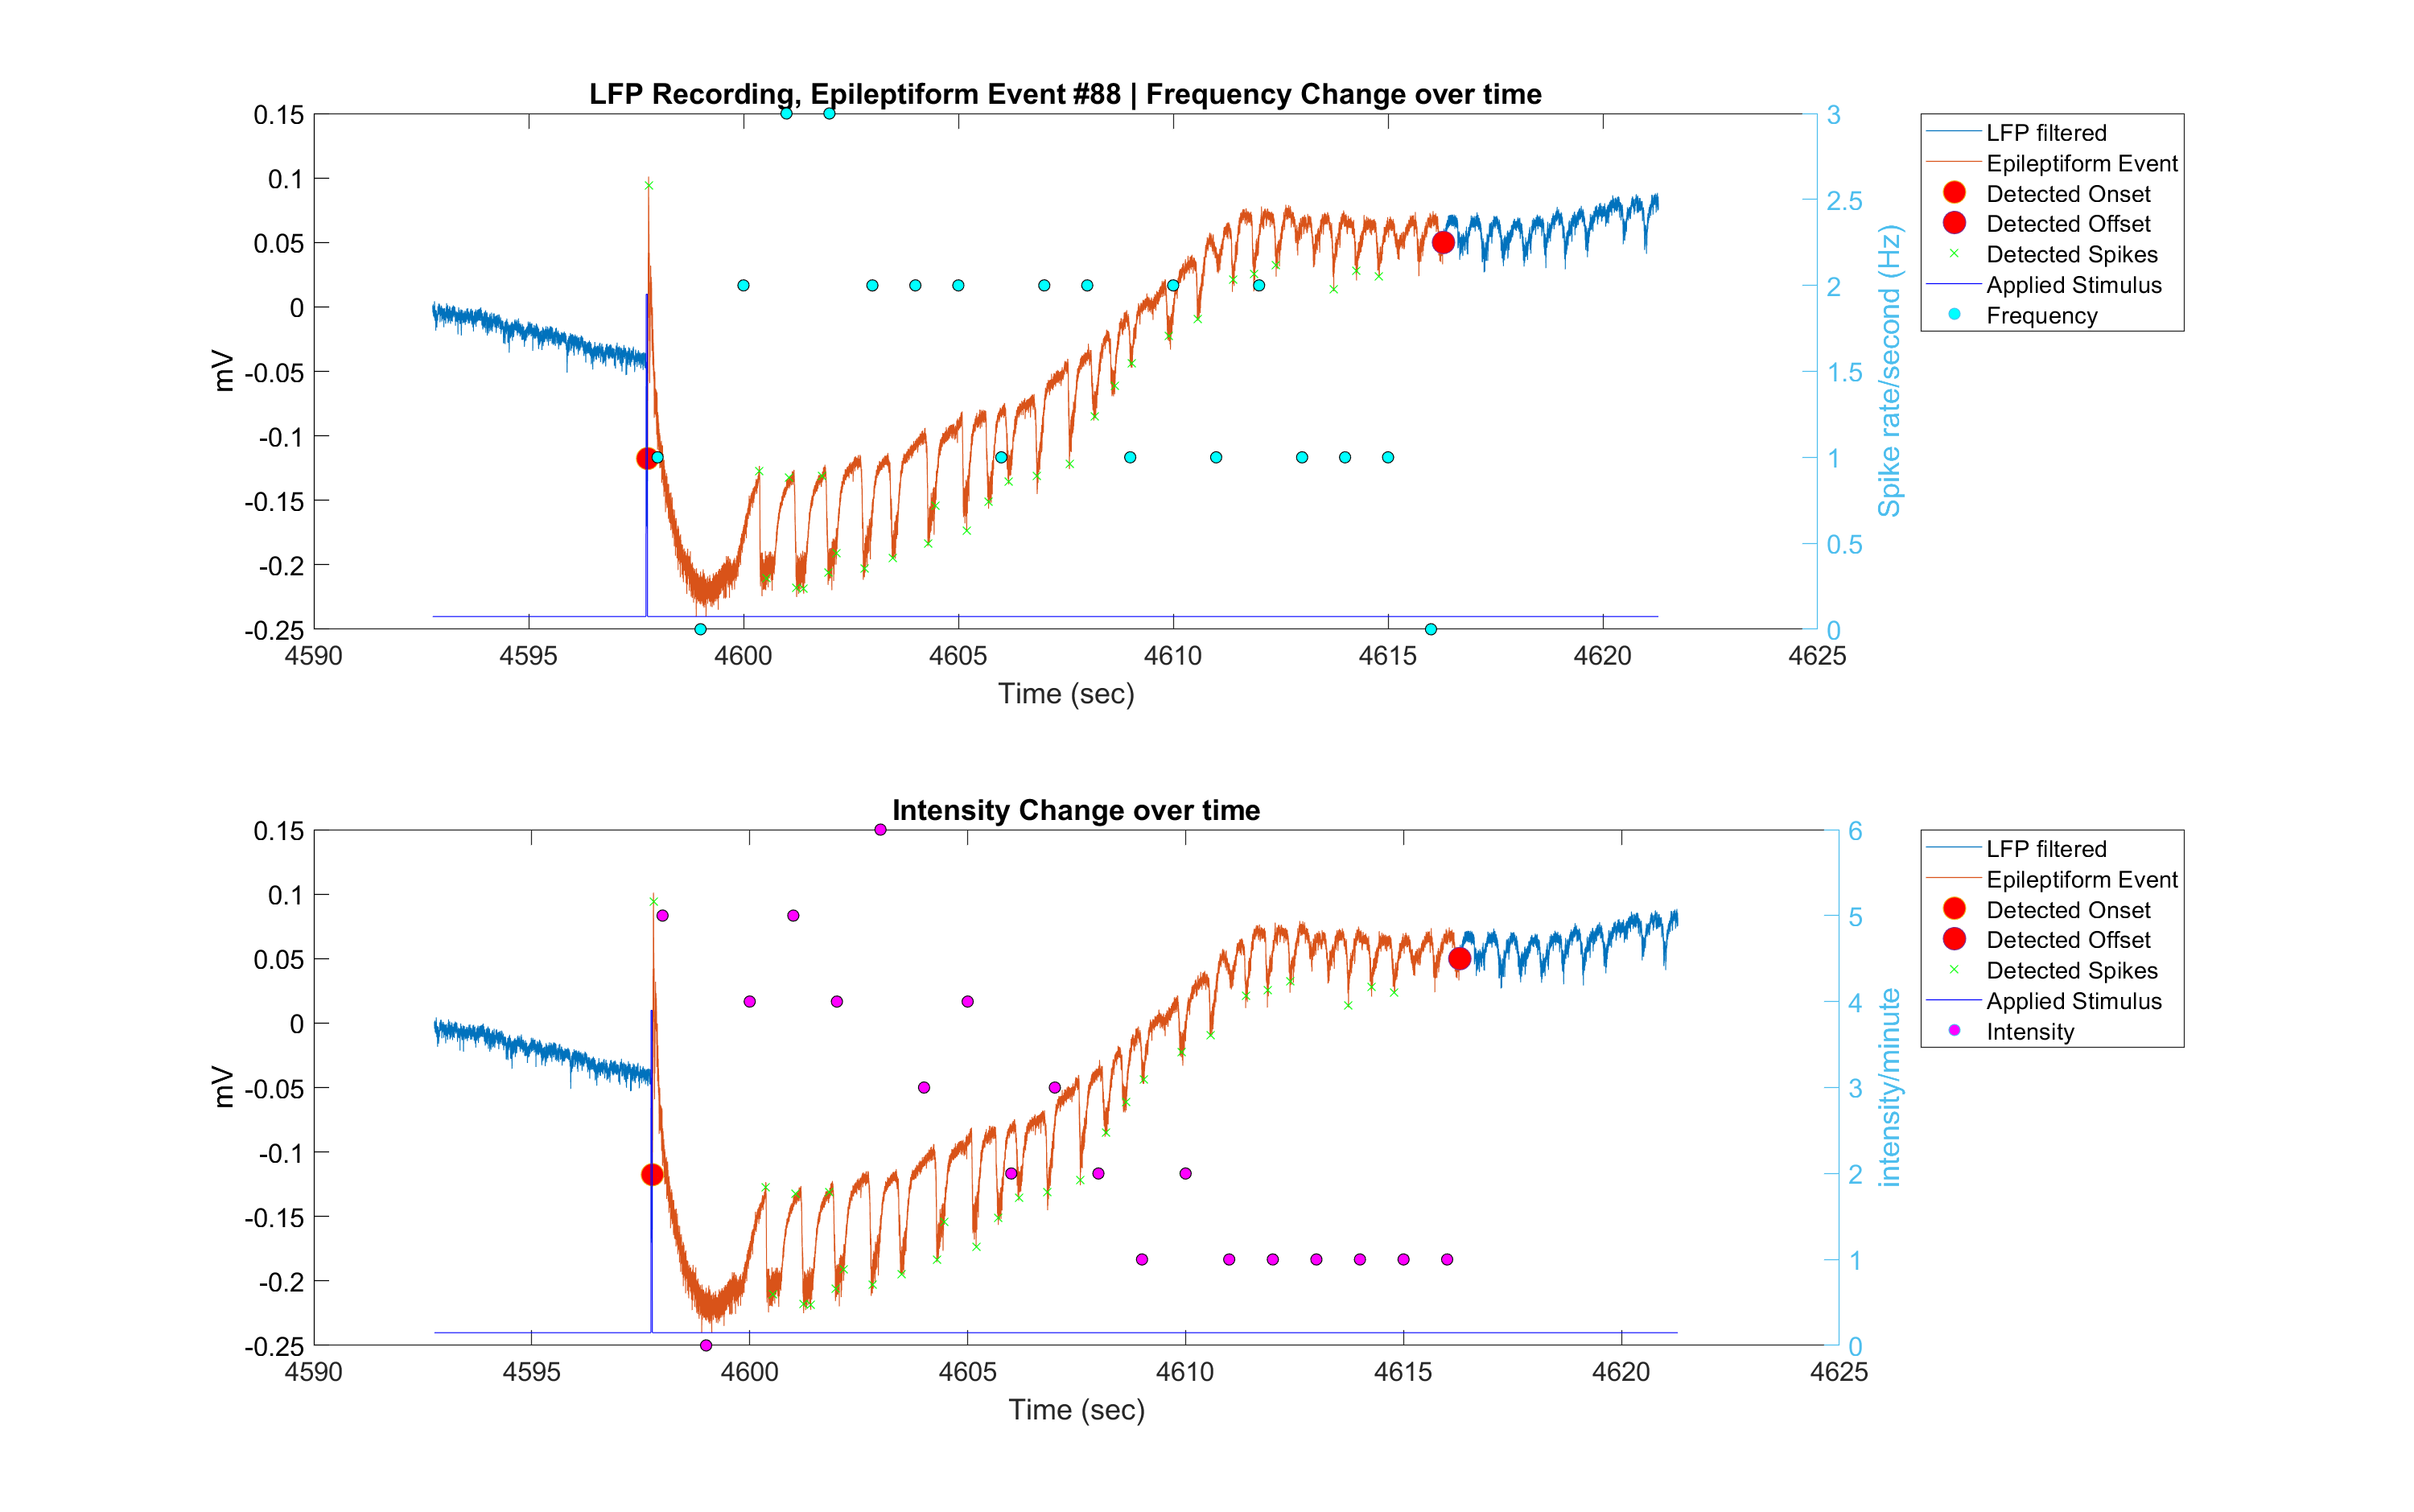 LFP Recording, Epileptiform Event #88 | Frequency Change over time
0.15
0.1
0.05
0
-0.05
-0.1
-0.15
-0.2
-0.25
mV
3
2.5
2
1.5
1
0.5
0
Spike rate/second (Hz)
4590 4595 4600 4605 4610 4615 4620 4625
Time (sec)
LFP filtered
Epileptiform Event
Detected Onset
Detected Offset
Detected Spikes
Applied Stimulus
Frequency
Intensity Change over time
0.15
0.1
0.05
0
-0.05
-0.1
-0.15
-0.2
-0.25
mV
6
5
4
3
2
1
0
intensity/minute
4590 4595 4600 4605 4610 4615 4620 4625
Time (sec)
LFP filtered
Epileptiform Event
Detected Onset
Detected Offset
Detected Spikes
Applied Stimulus
Intensity